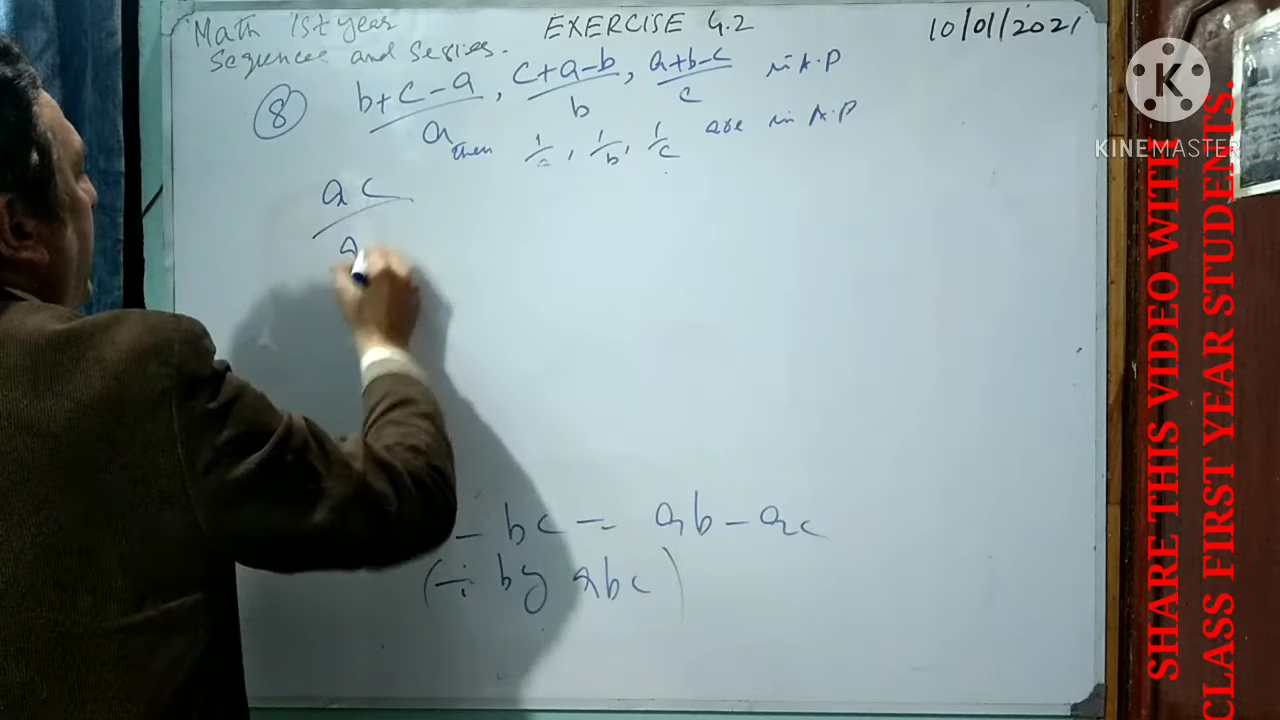 Math 1st year EXERCISE 4.2 10/01/2021
Sequences and Series.
(8) b+c-a/a, c+a-b/b, a+b-c/c in A.P
then 1/a, 1/b, 1/c are in A.P
ac
a
- bc = ab - ac
(÷ by abc)
K
KINEMASTER
SHARE THIS VIDEO WITH
CLASS FIRST YEAR STUDENTS.